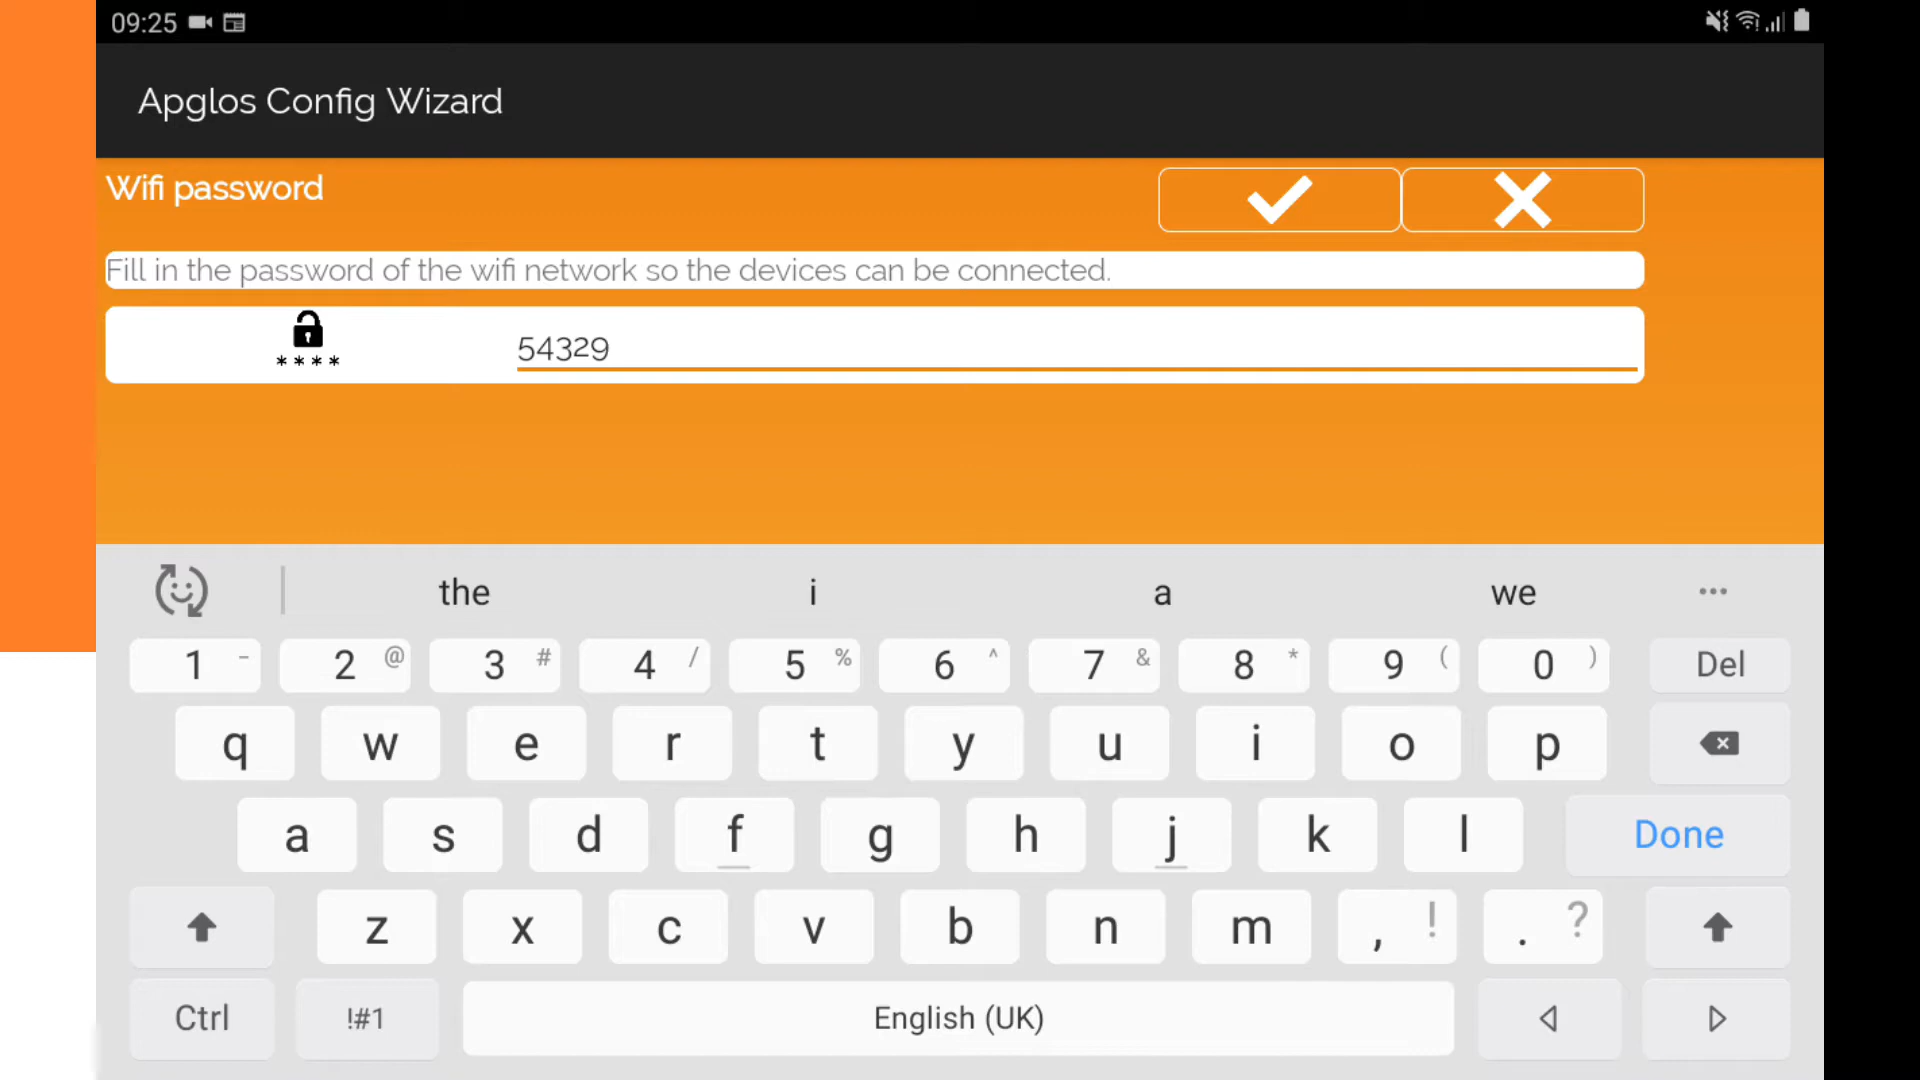 09:25
Apglos Config Wizard
Wifi password
Fill in the password of the wifi network so the devices can be connected.
**** 54329
the i a we ...
1 - 2 @ 3 # 4 / 5 % 6 ^ 7 & 8 * 9 ( 0 ) Del
q w e r t y u i o p
a s d f g h j k l Done
z x c v b n m , ! . ?
Ctrl !#1 English (UK)